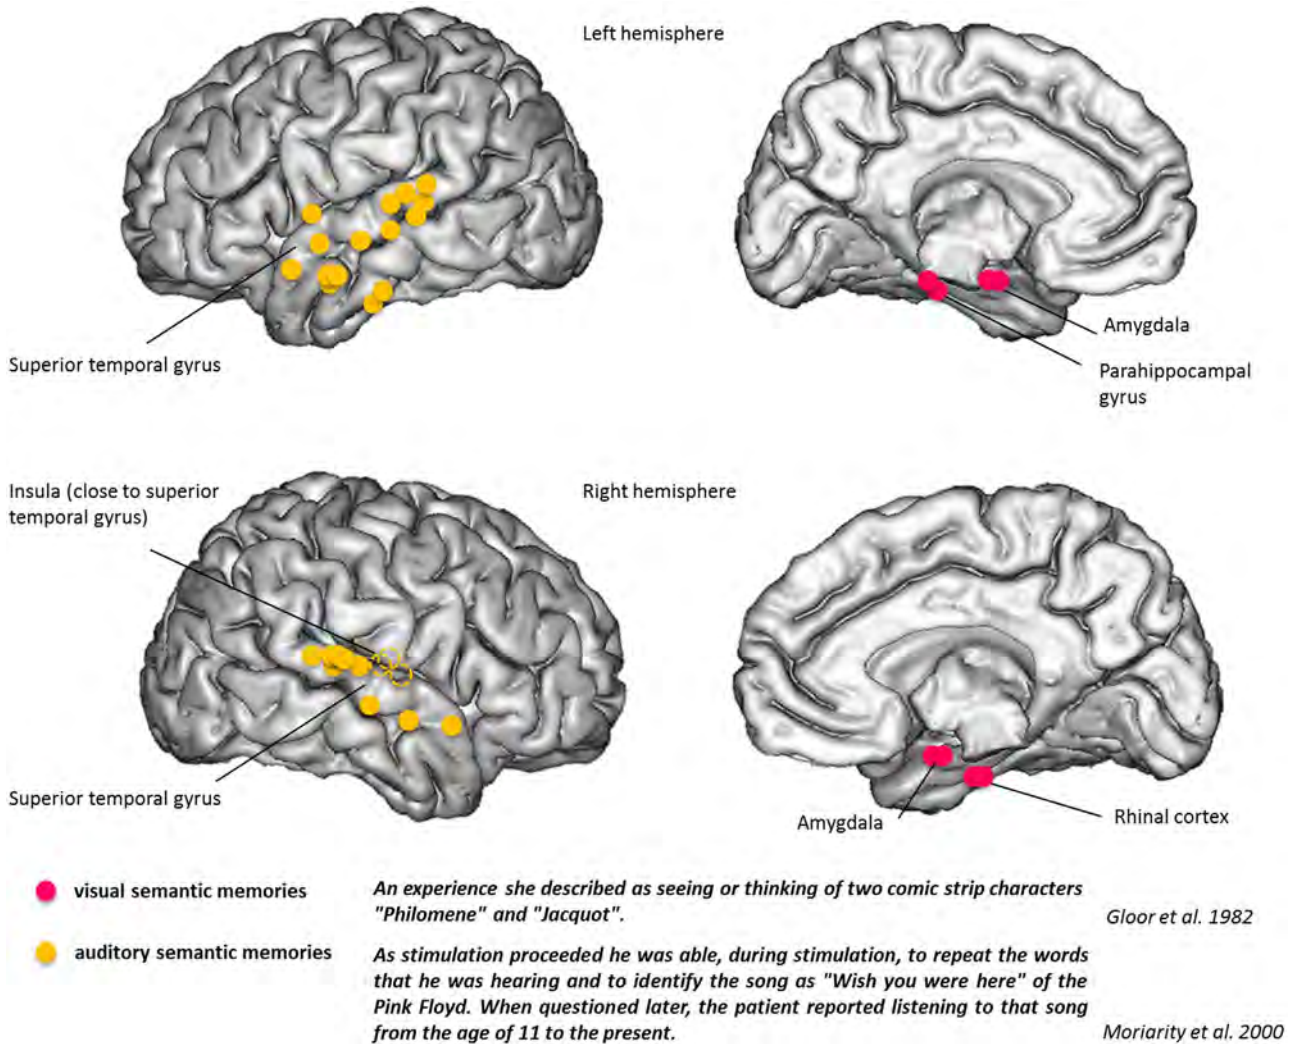 Left hemisphere
Superior temporal gyrus
Amygdala
Parahippocampal
gyrus
Insula (close to superior
temporal gyrus)
Right hemisphere
Superior temporal gyrus
Amygdala
Rhinal cortex
visual semantic memories
An experience she described as seeing or thinking of two comic strip characters
"Philomene" and "Jacquot".
Gloor et al. 1982
auditory semantic memories
As stimulation proceeded he was able, during stimulation, to repeat the words
that he was hearing and to identify the song as "Wish you were here" of the
Pink Floyd. When questioned later, the patient reported listening to that song
from the age of 11 to the present.
Moriarity et al. 2000